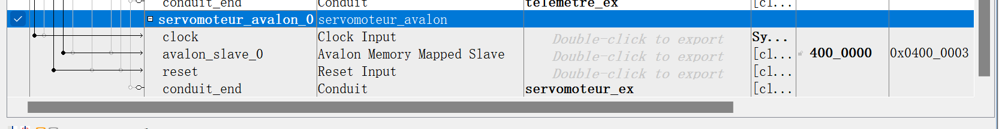 conduit_end Conduit telemetre_ex [cl...
servomoteur_avalon_0 servomoteur_avalon
clock Clock Input Double-click to export Sy...
avalon_slave_0 Avalon Memory Mapped Slave Double-click to export [cl... 400_0000 0x0400_0003
reset Reset Input Double-click to export [cl...
conduit_end Conduit servomoteur_ex [cl...